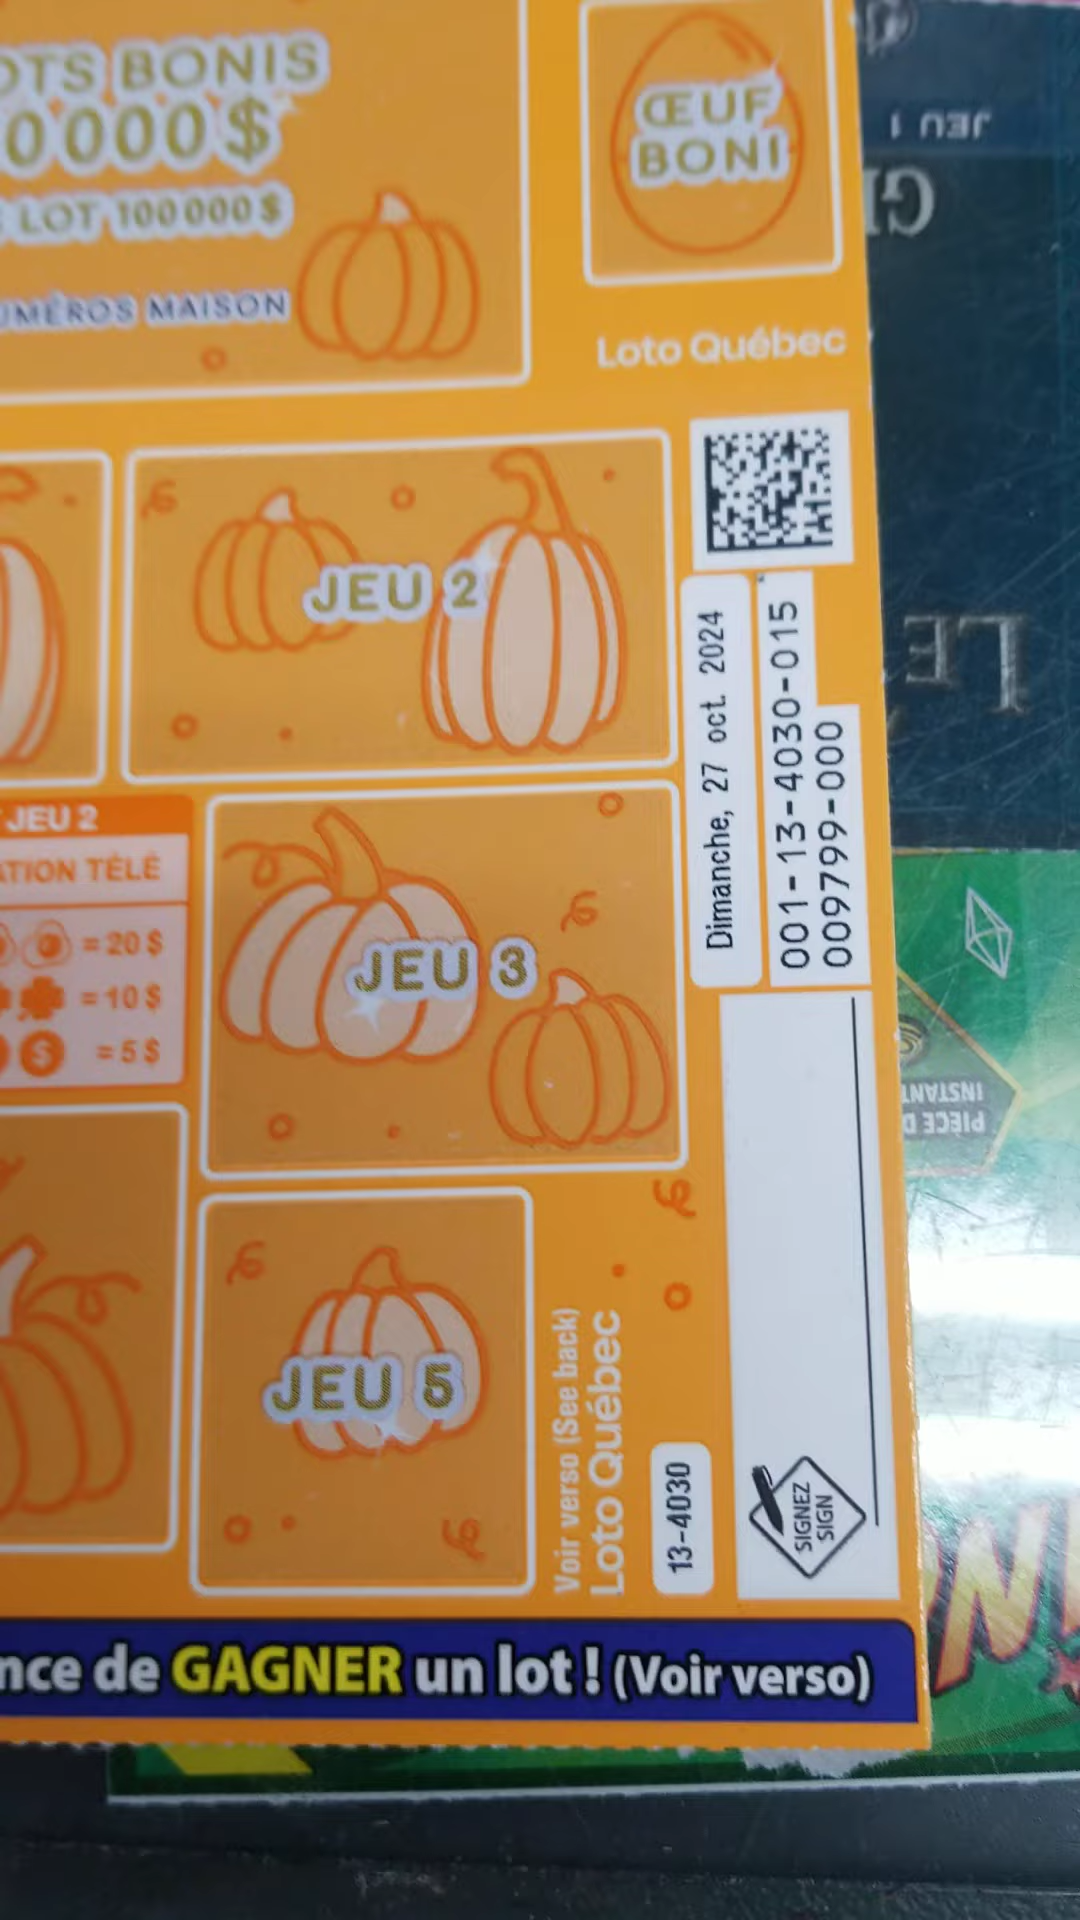 OTS BONIS
0 000 $
LOT 100 000 $
UMÉROS MAISON
ŒUF
BONI
Loto Québec
JEU 2
Dimanche, 27 oct. 2024
001-13-4030-015
009799-000
JEU 2
ATION TÉLÉ
= 20 $
= 10 $
$ = 5 $
JEU 3
JEU 5
Voir verso (See back)
Loto Québec
13-4030
SIGNEZ
SIGN
nce de GAGNER un lot ! (Voir verso)
JEU 1
LE
INSTANT
PIÈCE D